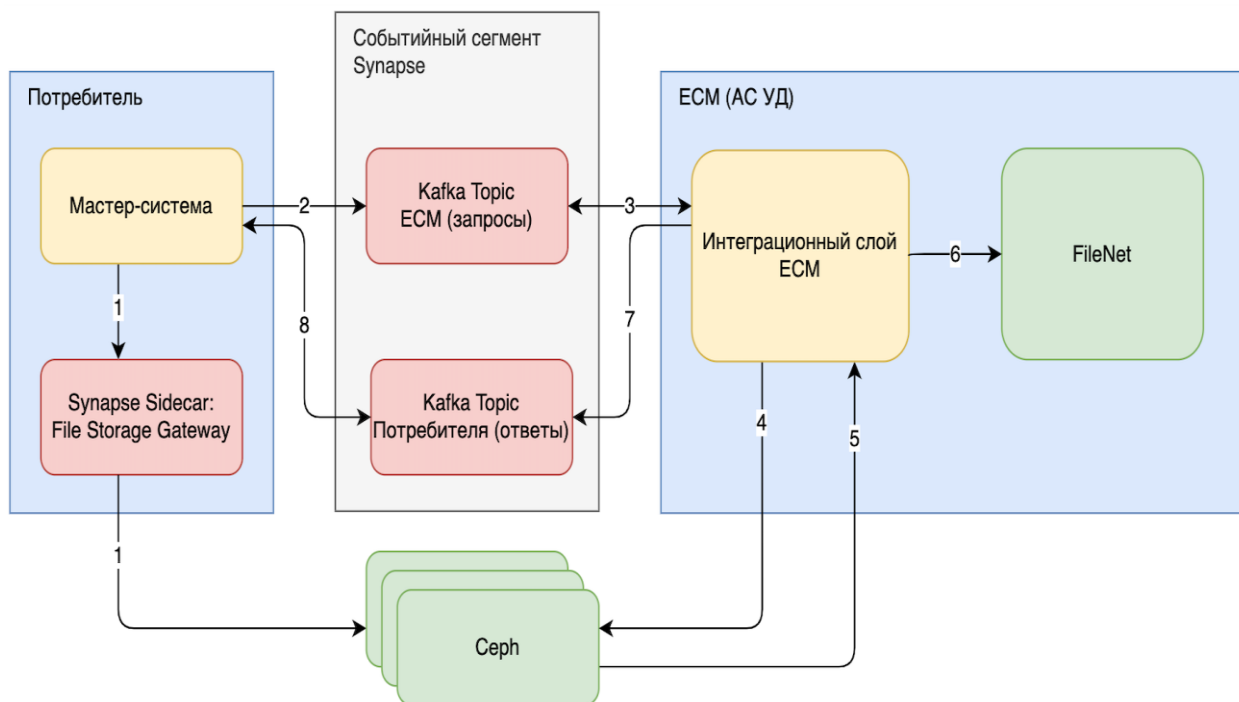 Событийный сегмент
Synapse
Потребитель
ECM (АС УД)
Мастер-система
2
Kafka Topic
ECM (запросы)
3
Интеграционный слой
ECM
6
FileNet
1
8
7
Synapse Sidecar:
File Storage Gateway
Kafka Topic
Потребителя (ответы)
4
5
1
Ceph